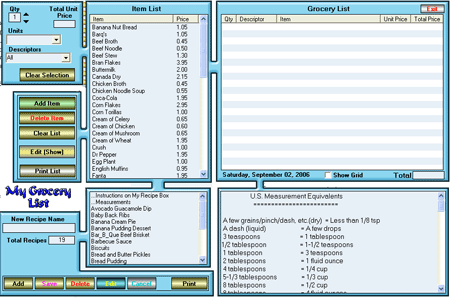 Qty
Total Unit Price
1
Units
Descriptors
All
Clear Selection
Add Item
Delete Item
Clear List
Edit (Show)
Print List
My Grocery List
New Recipe Name
Total Recipes 19
Item List
Item Price
Banana Nut Bread 1.05
Barq's 1.05
Beef Broth 0.45
Beef Noodle 0.50
Beef Stew 1.30
Bran Flakes 3.95
Buttermilk 2.00
Canada Dry 2.15
Chicken Broth 0.45
Chicken Noodle Soup 0.55
Coca-Cola 1.95
Corn Flakes 2.95
Corn Torillas 1.00
Cream of Celery 0.65
Cream of Chicken 0.60
Cream of Mushroom 0.65
Cream of Wheat 1.95
Crush 1.00
Dr Pepper 1.95
Egg Plant 1.00
English Muffins 0.95
Fanta 1.95
Grocery List
Exit
Qty Descriptor Item Unit Price Total Price
Saturday, September 02, 2006 Show Grid Total
...Instructions on My Recipe Box
...Measurements
Avocado Guacamole Dip
Baby Back Ribs
Banana Cream Pie
Banana Pudding Dessert
Bar_B_Que Beef Brisket
Barbecue Sauce
Biscuits
Bread and Butter Pickles
Bread Pudding
U.S. Measurement Equivalents
==========================
A few grains/pinch/dash, etc.(dry) = Less than 1/8 tsp
A dash (liquid) = A few drops
3 teaspoons = 1 tablespoon
1/2 tablespoon = 1-1/2 teaspoons
1 tablespoon = 3 teaspoons
2 tablespoons = 1 fluid ounce
4 tablespoons = 1/4 cup
5-1/3 tablespoons = 1/3 cup
8 tablespoons = 1/2 cup
Add Save Delete Edit Cancel Print